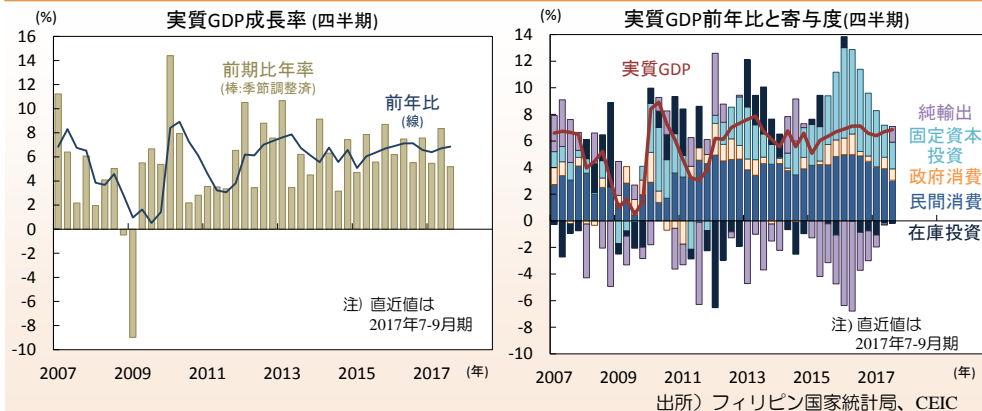 実質GDP成長率 (四半期)
(%)
16
14
12
10
8
6
4
2
0
-2
-4
-6
-8
-10
前期比年率
(棒:季節調整済)
前年比
(線)
注) 直近値は
2017年7-9月期
2007 2009 2011 2013 2015 2017 (年)
実質GDP前年比と寄与度(四半期)
(%)
14
12
10
8
6
4
2
0
-2
-4
-6
-8
-10
実質GDP
純輸出
固定資本
投資
政府消費
民間消費
在庫投資
注) 直近値は
2017年7-9月期
2007 2009 2011 2013 2015 2017 (年)
出所）フィリピン国家統計局、CEIC